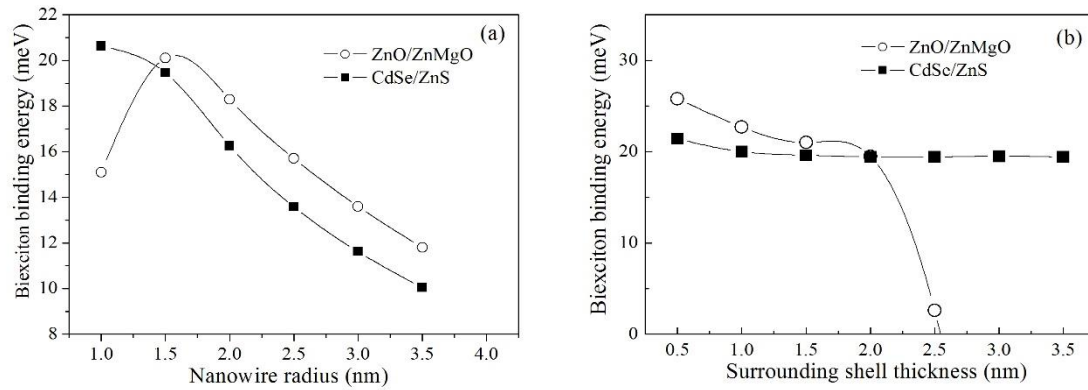 (a)
ZnO/ZnMgO
CdSe/ZnS
Biexciton binding energy (meV)
22
20
18
16
14
12
10
8
1.0 1.5 2.0 2.5 3.0 3.5 4.0
Nanowire radius (nm)
(b)
ZnO/ZnMgO
CdSe/ZnS
Biexciton binding energy (meV)
30
20
10
0
0.5 1.0 1.5 2.0 2.5 3.0 3.5
Surrounding shell thickness (nm)